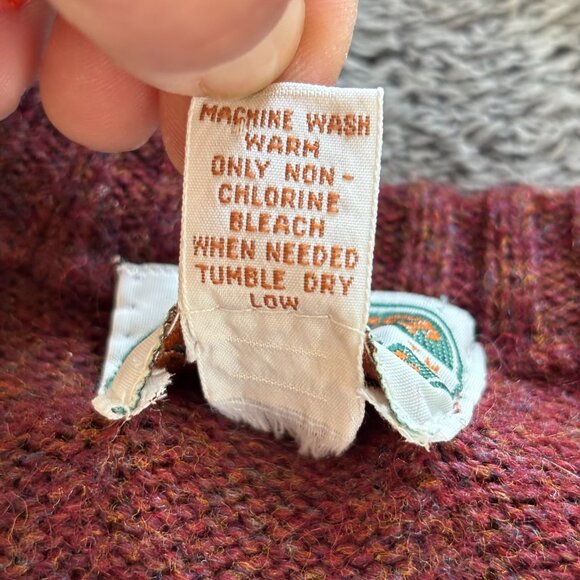 MACHINE WASH
WARM
ONLY NON-
CHLORINE
BLEACH
WHEN NEEDED
TUMBLE DRY
LOW